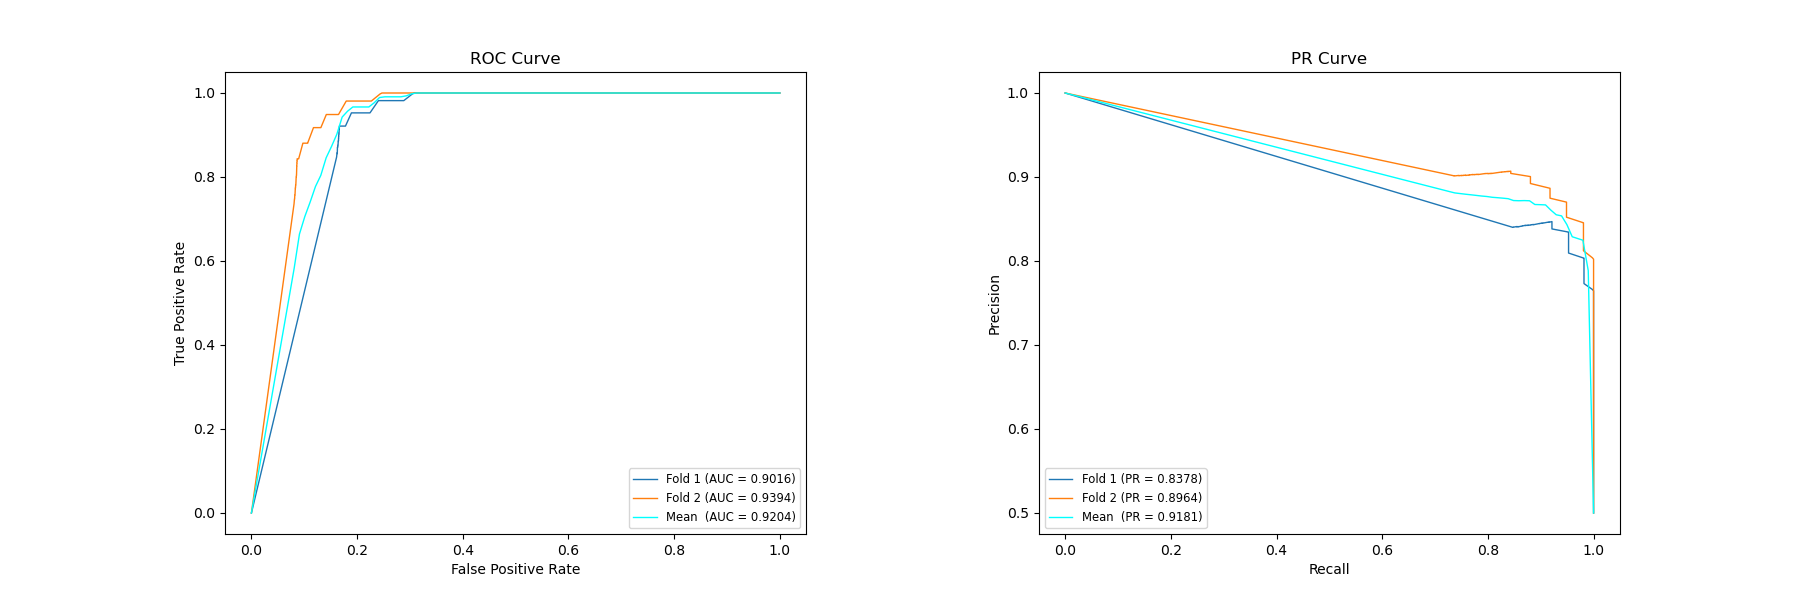 ROC Curve
1.0
0.8
0.6
0.4
0.2
0.0
True Positive Rate
Fold 1 (AUC = 0.9016)
Fold 2 (AUC = 0.9394)
Mean  (AUC = 0.9204)
0.0 0.2 0.4 0.6 0.8 1.0
False Positive Rate
PR Curve
1.0
0.9
0.8
0.7
0.6
0.5
Precision
Fold 1 (PR = 0.8378)
Fold 2 (PR = 0.8964)
Mean  (PR = 0.9181)
0.0 0.2 0.4 0.6 0.8 1.0
Recall